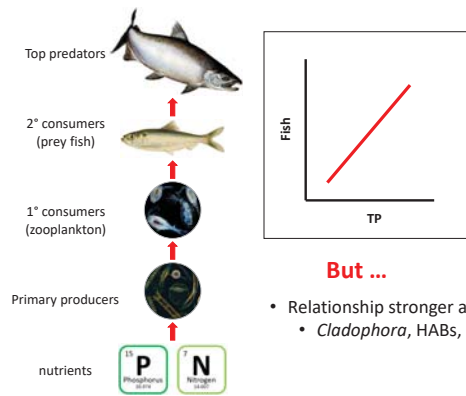 Top predators
2° consumers
(prey fish)
1° consumers
(zooplankton)
Primary producers
nutrients
15
P
Phosphorus
7
N
Nitrogen
Fish
TP
But ...
• Relationship stronger a
• Cladophora, HABs,